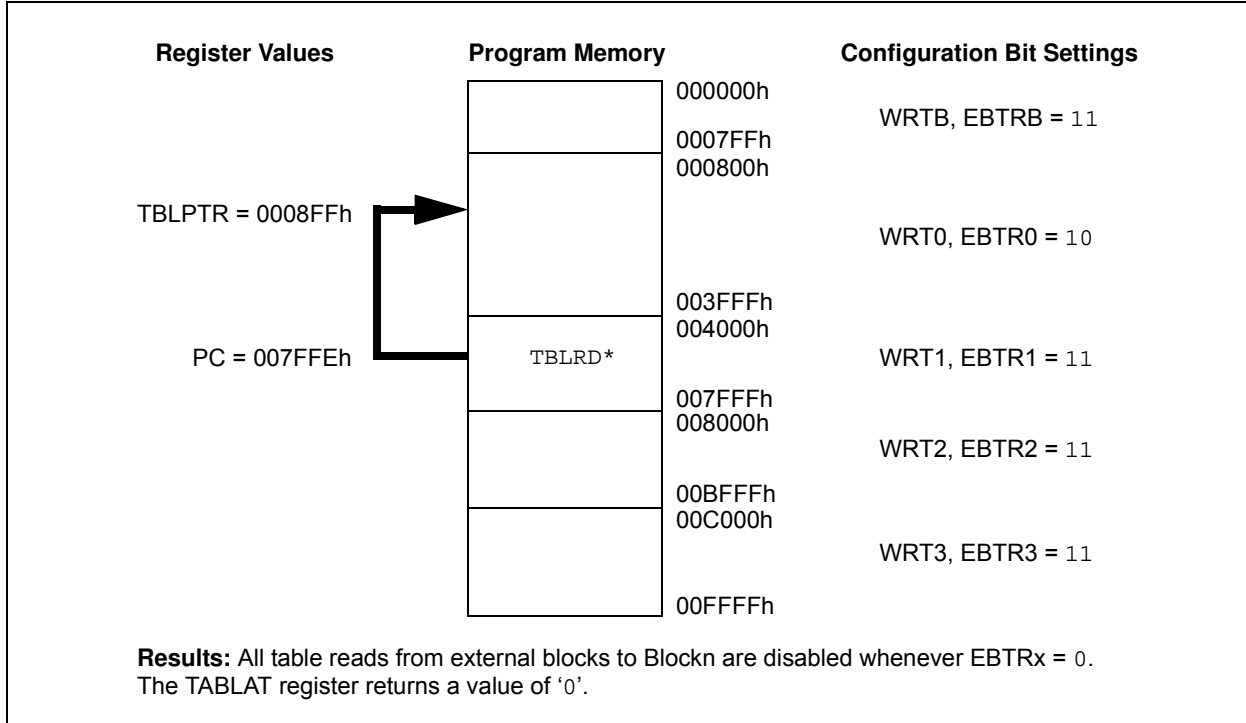 Register Values Program Memory Configuration Bit Settings
000000h
WRTB, EBTRB = 11
0007FFh
000800h
TBLPTR = 0008FFh
WRT0, EBTR0 = 10
003FFFh
004000h
PC = 007FFEh TBLRD* WRT1, EBTR1 = 11
007FFFh
008000h
WRT2, EBTR2 = 11
00BFFFh
00C000h
WRT3, EBTR3 = 11
00FFFFh
Results: All table reads from external blocks to Blockn are disabled whenever EBTRx = 0.
The TABLAT register returns a value of ‘0’.